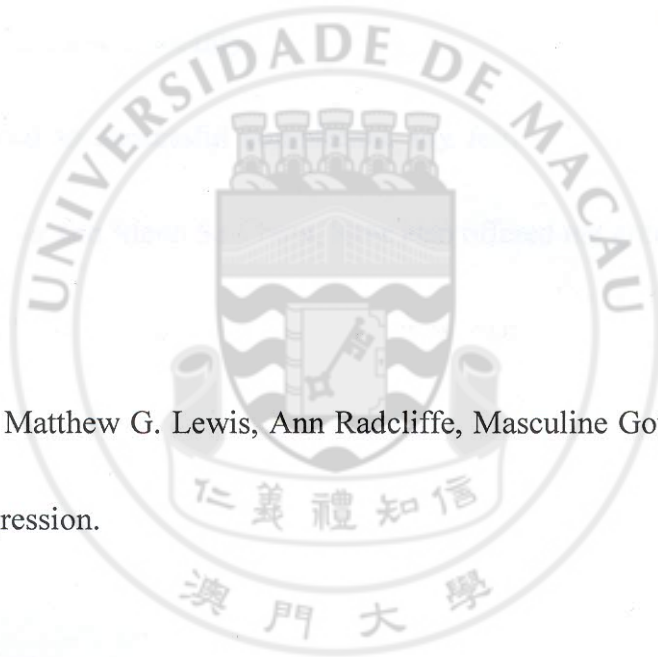 UNIVERSIDADE DE MACAU
Matthew G. Lewis, Ann Radcliffe, Masculine Go
仁義禮知信
ression.
澳門大學